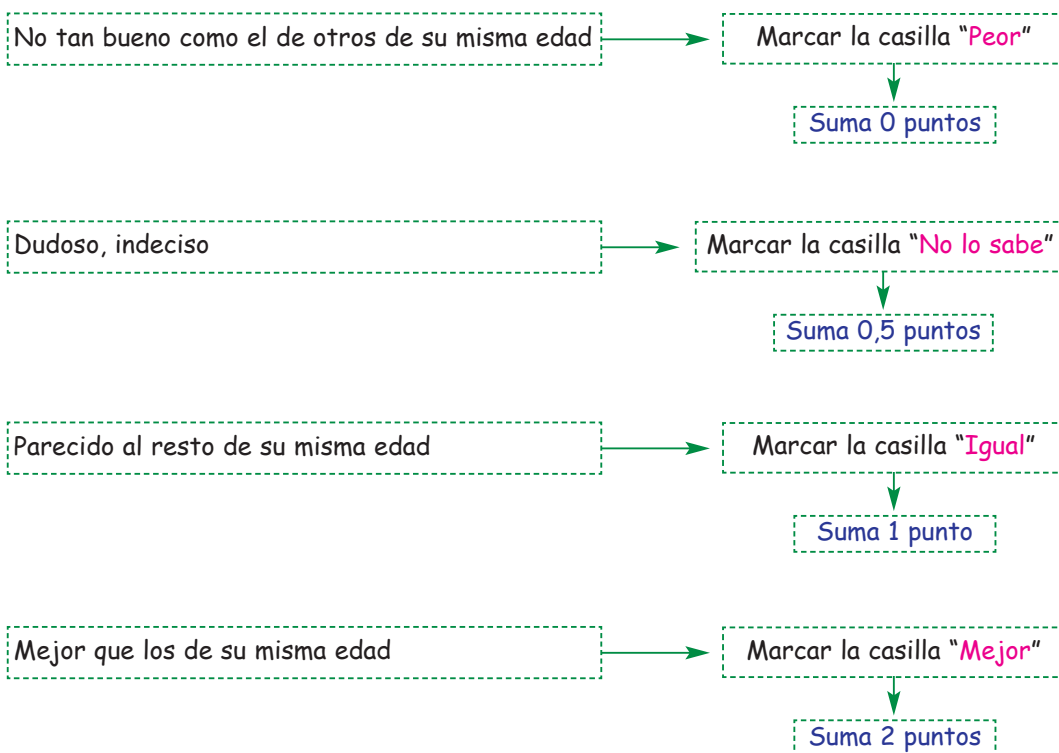 No tan bueno como el de otros de su misma edad
Marcar la casilla “Peor”
Suma 0 puntos
Dudoso, indeciso
Marcar la casilla “No lo sabe”
Suma 0,5 puntos
Parecido al resto de su misma edad
Marcar la casilla “Igual”
Suma 1 punto
Mejor que los de su misma edad
Marcar la casilla “Mejor”
Suma 2 puntos